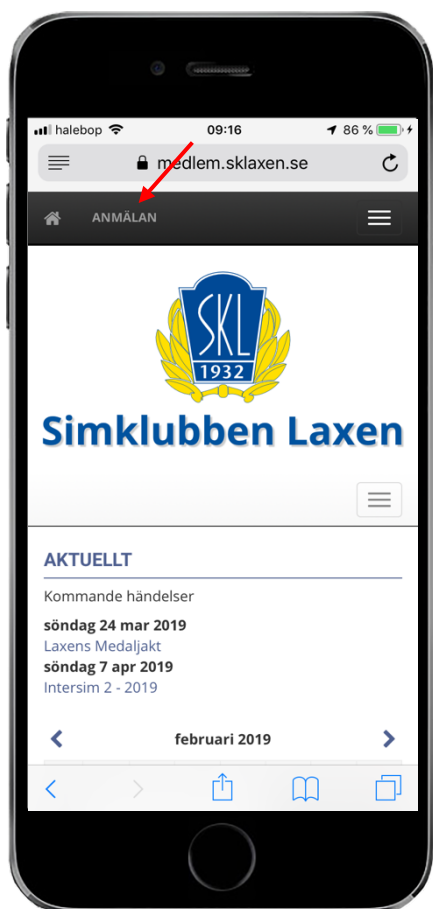 halebop 09:16 86 %
medlem.sklaxen.se
ANMÄLAN
SKL
1932
Simklubben Laxen
AKTUELLT
Kommande händelser
söndag 24 mar 2019
Laxens Medaljakt
söndag 7 apr 2019
Intersim 2 - 2019
februari 2019